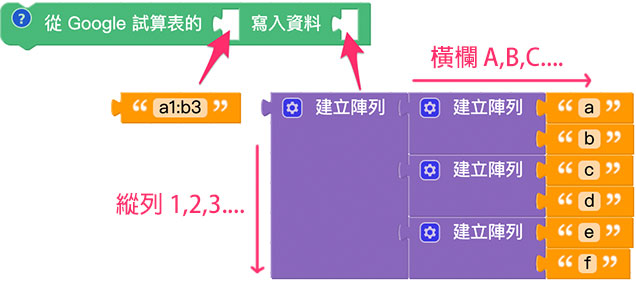 ? 從 Google 試算表的 寫入資料
橫欄 A,B,C....
“ a1:b3 ”
建立陣列 建立陣列 “ a ”
“ b ”
建立陣列 “ c ”
縱列 1,2,3....
“ d ”
建立陣列 “ e ”
“ f ”